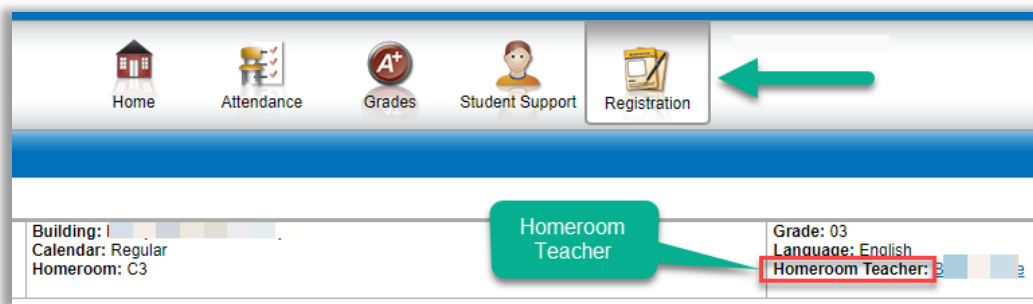 A+
Home
Attendance
Grades
Student Support
Registration
Homeroom
Teacher
Building:
Calendar: Regular
Homeroom: C3
Grade: 03
Language: English
Homeroom Teacher: